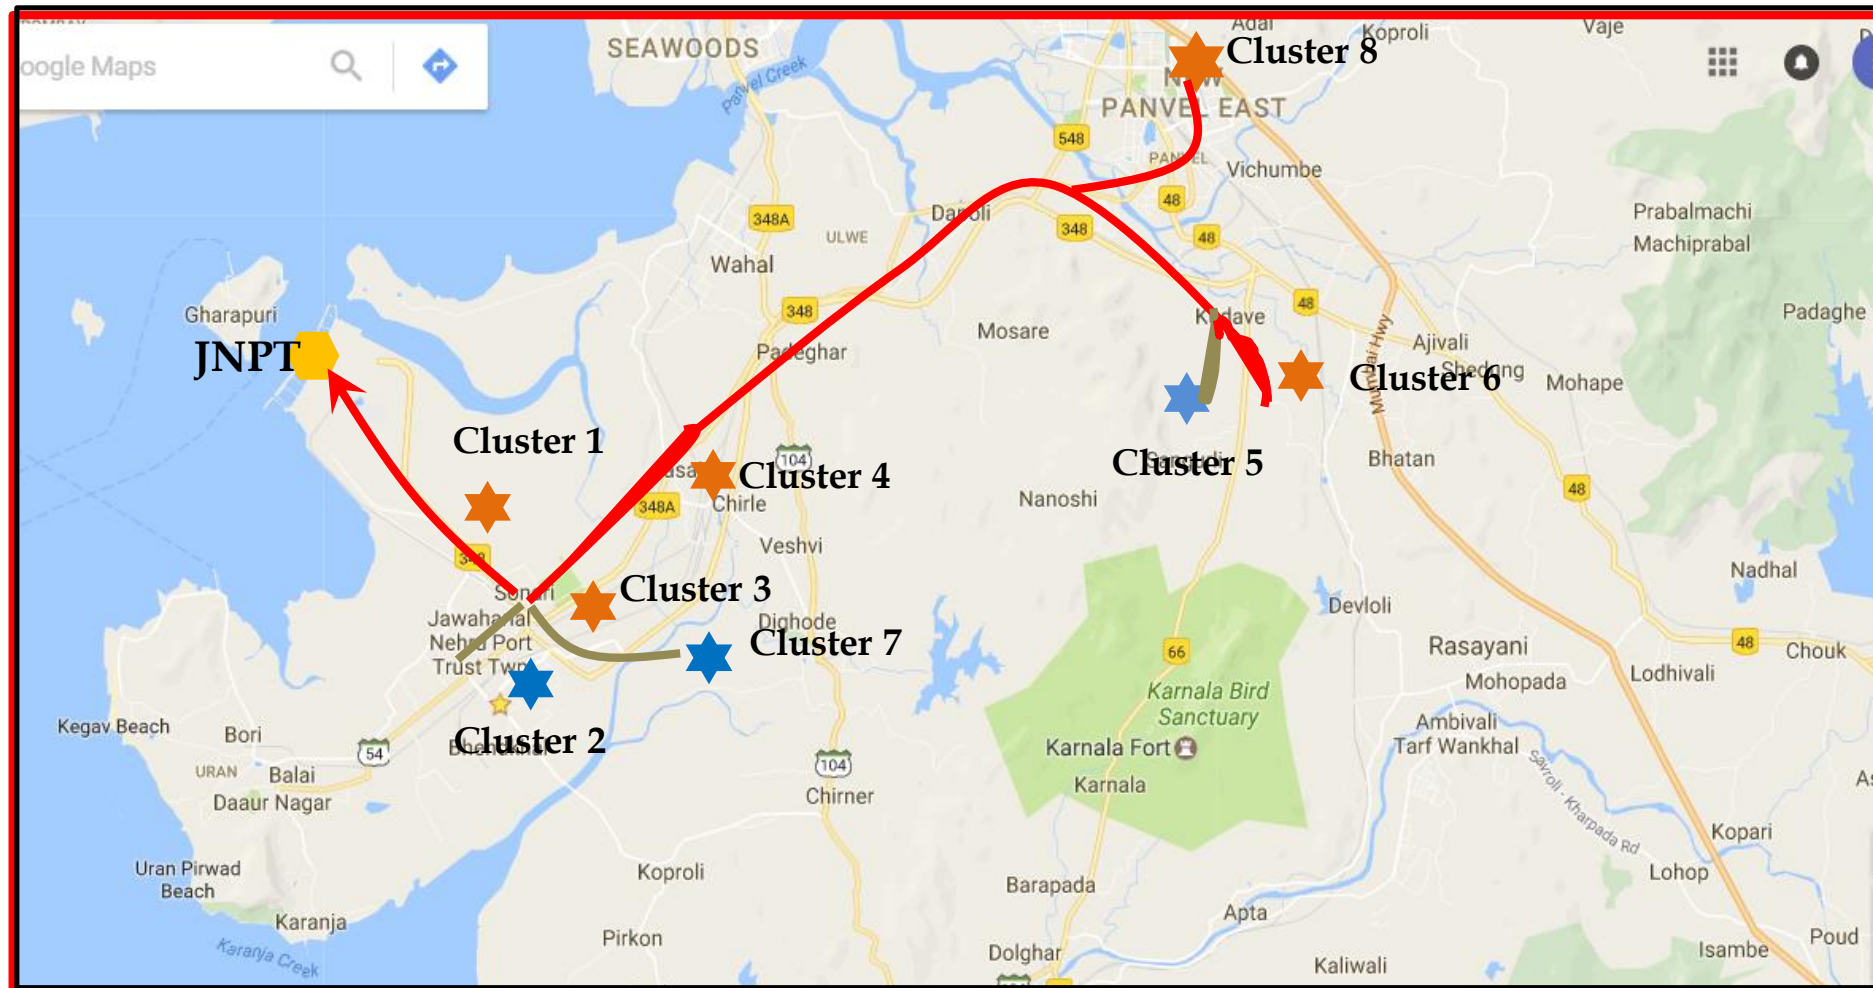 oogle Maps
SEAWOODS
Panvel Creek
Adai
Koproli
Vaje
Cluster 8
PANVEL EAST
548
PANVEL
Vichumbe
48
Prabalmachi
Machiprabal
348A
ULWE
348
48
Wahal
Gharapuri
348
48
Padaghe
JNPT
Mosare
Ajivali
Padeghar
Mumbai Hwy
Cluster 6
Mohape
Cluster 1
104
Cluster 5
Bhatan
Cluster 4
48
348A
Chirle
Nanoshi
Veshvi
Nadhal
Cluster 3
Devloli
Jawaharlal
Nehru Port
Trust Twn
Dighode
Cluster 7
66
Rasayani
48
Chouk
Lodhivali
Mohopada
Karnala Bird
Sanctuary
Kegav Beach
Bori
Cluster 2
54
Karnala Fort
Ambivali
Tarf Wankhal
URAN
Balai
104
Daaur Nagar
Chirner
Karnala
Savroli - Kharpada Rd
Kopari
Uran Pirwad
Beach
Koproli
Barapada
Lohop
Karanja
Apta
Karanja Creek
Pirkon
Dolghar
Kaliwali
Isambe
Poud